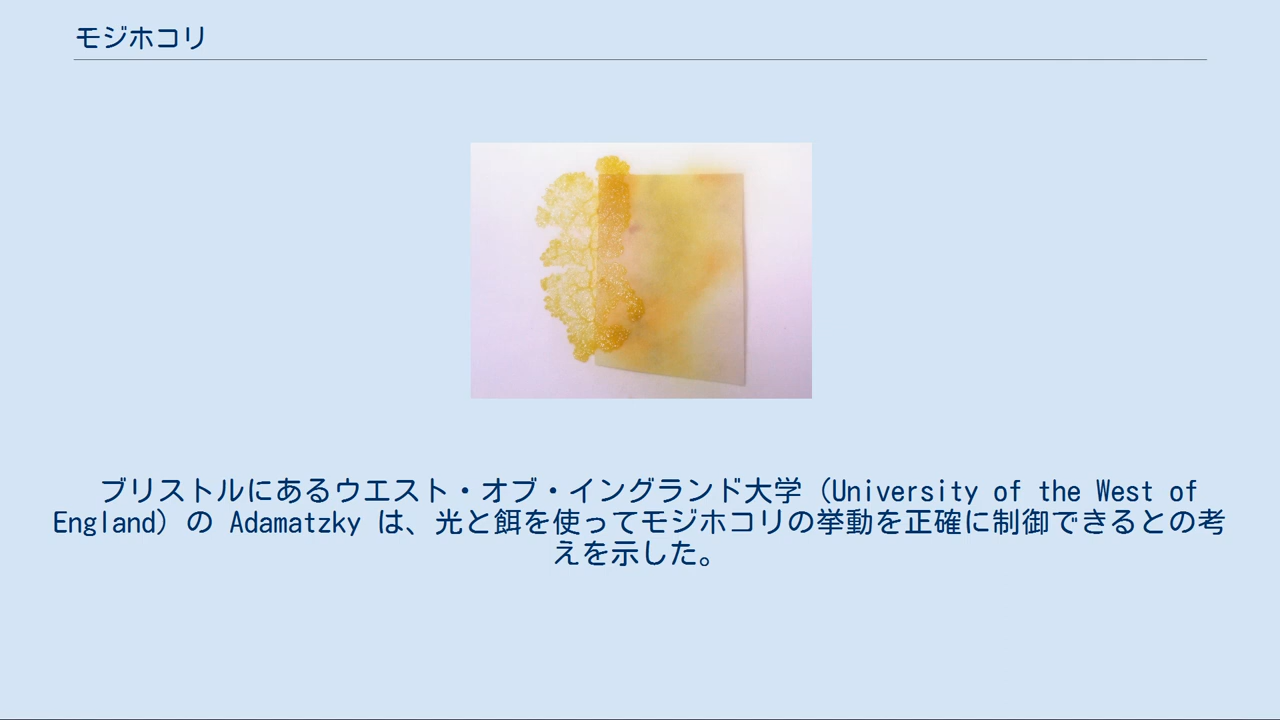 モジホコリ
ブリストルにあるウエスト・オブ・イングランド大学（University of the West of
England）の Adamatzky は、光と餌を使ってモジホコリの挙動を正確に制御できるとの考
えを示した。